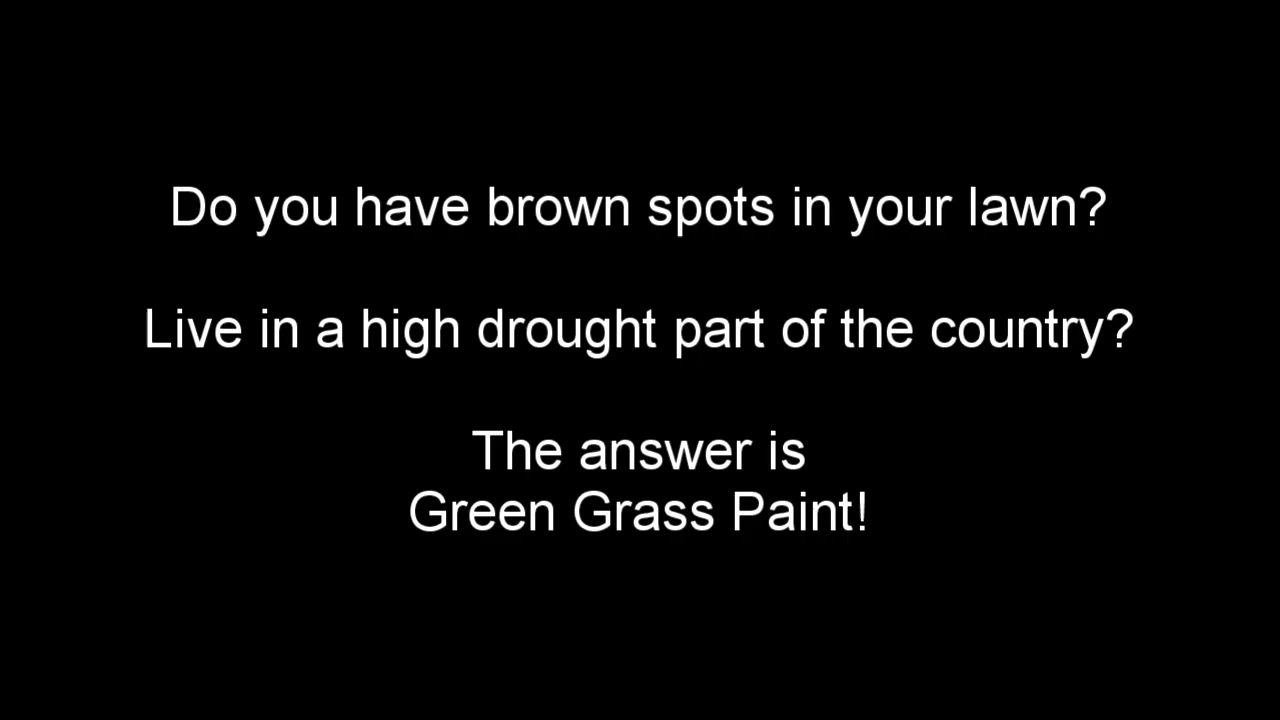 Do you have brown spots in your lawn?
Live in a high drought part of the country?
The answer is
Green Grass Paint!